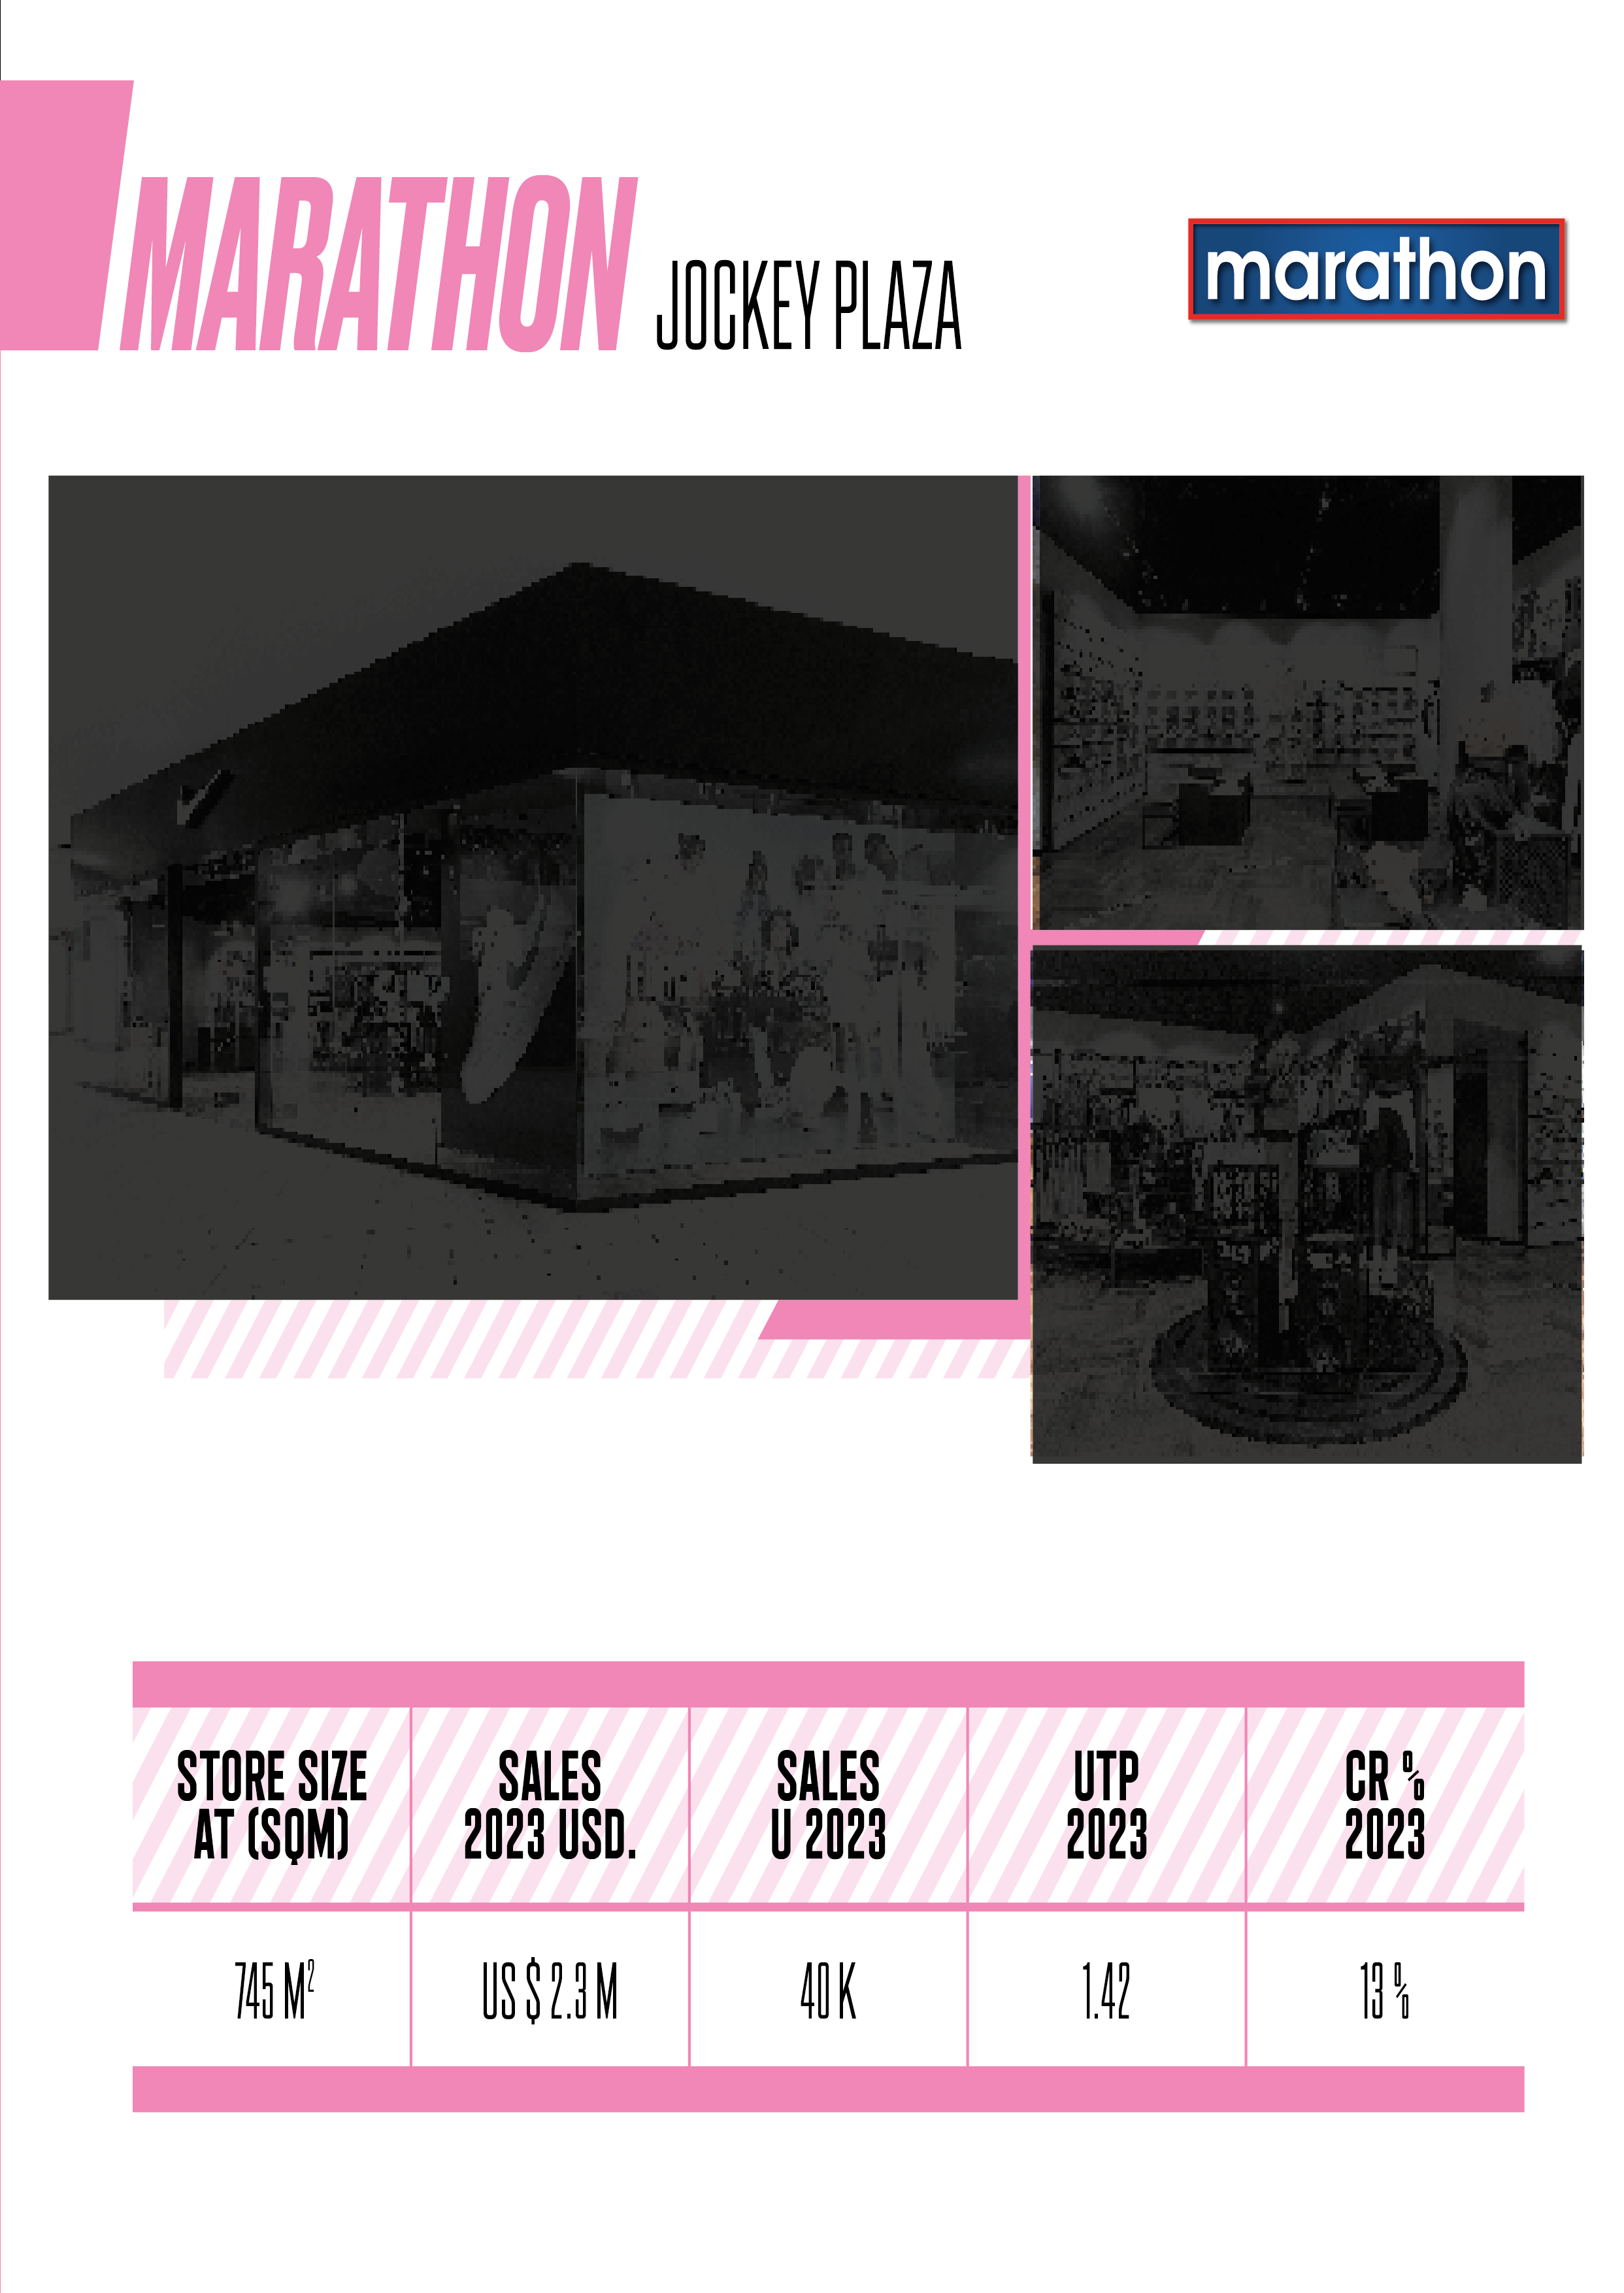 MARATHON JOCKEY PLAZA
marathon
STORE SIZE
AT (SQM)
SALES
2023 USD.
SALES
U 2023
UTP
2023
CR %
2023
745 M²
US $ 2.3 M
40 K
1.42
13 %